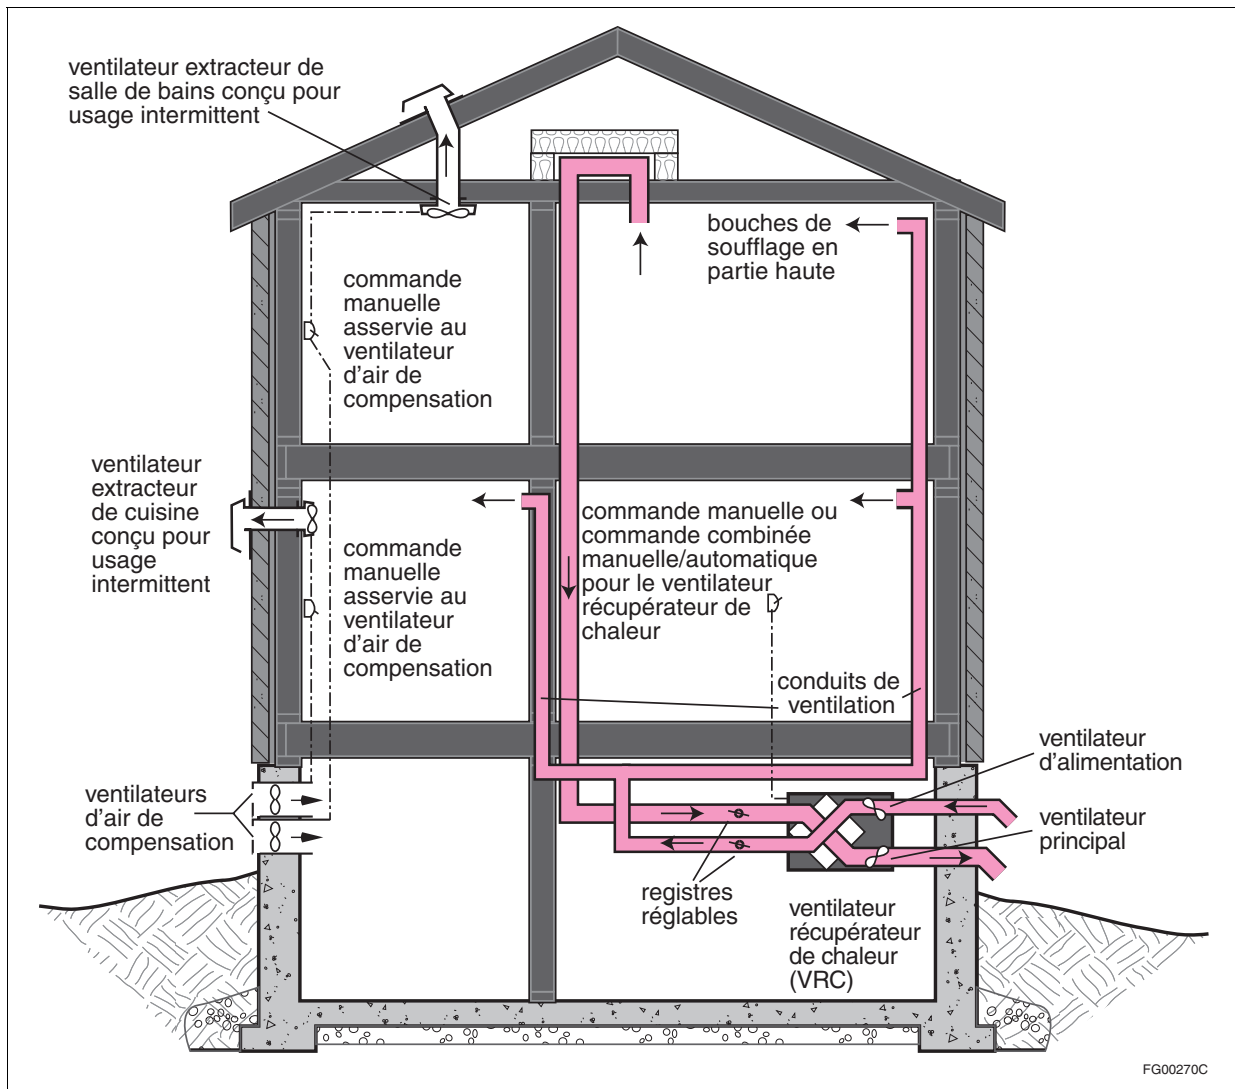 ventilateur extracteur de
salle de bains conçu pour
usage intermittent
bouches de
soufflage en
partie haute
commande
manuelle
asservie au
ventilateur
d'air de
compensation
ventilateur
extracteur
de cuisine
conçu pour
usage
intermittent
commande
manuelle
asservie au
ventilateur
d'air de
compensation
commande manuelle ou
commande combinée
manuelle/automatique
pour le ventilateur
récupérateur de
chaleur
conduits de
ventilation
ventilateur
d'alimentation
ventilateurs
d'air de
compensation
ventilateur
principal
registres
réglables
ventilateur
récupérateur
de chaleur
(VRC)
FG00270C